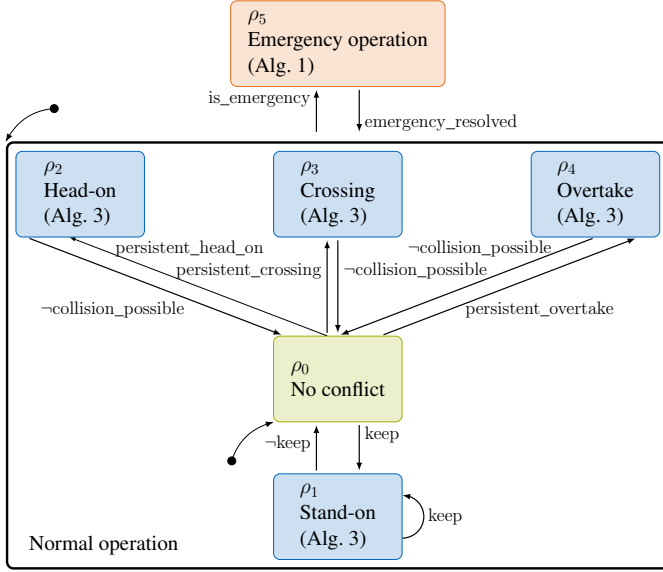 ρ5
Emergency operation
(Alg. 1)
is_emergency
emergency_resolved
ρ2
Head-on
(Alg. 3)
ρ3
Crossing
(Alg. 3)
ρ4
Overtake
(Alg. 3)
persistent_head_on
¬collision_possible
persistent_crossing
¬collision_possible
¬collision_possible
persistent_overtake
ρ0
No conflict
¬keep
keep
ρ1
Stand-on
(Alg. 3)
keep
Normal operation